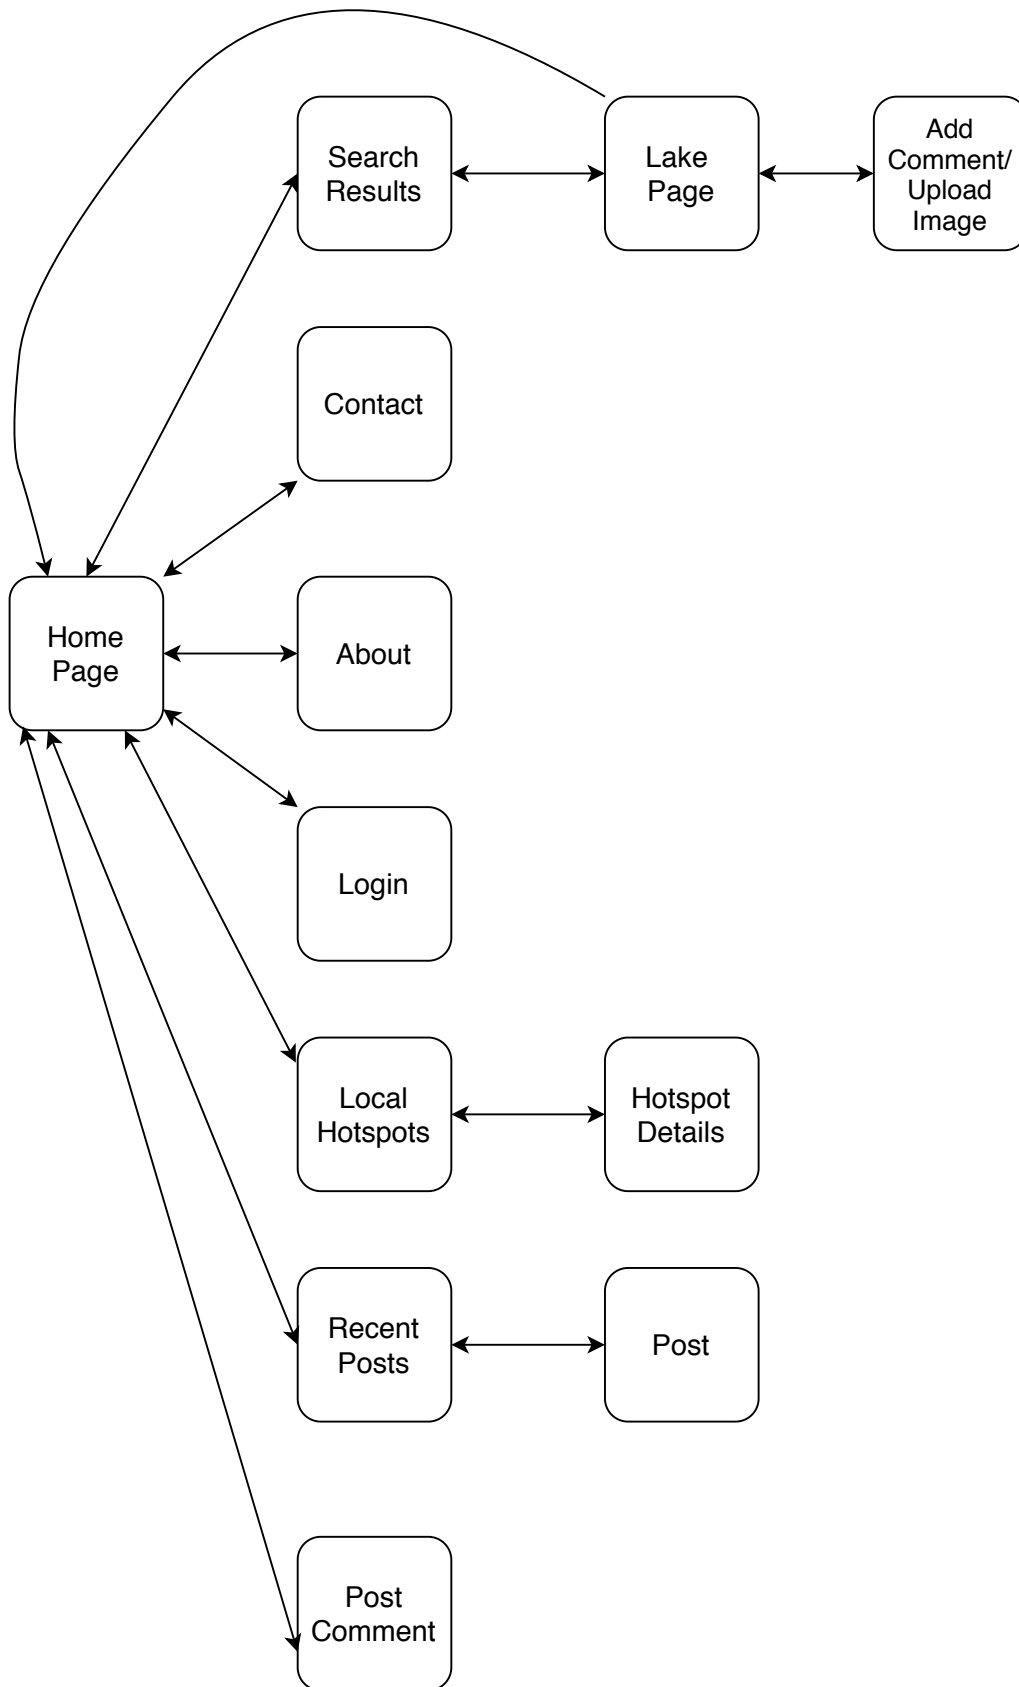 Search
Results
Lake
Page
Add
Comment/
Upload
Image
Contact
Home
Page
About
Login
Local
Hotspots
Hotspot
Details
Recent
Posts
Post
Post
Comment